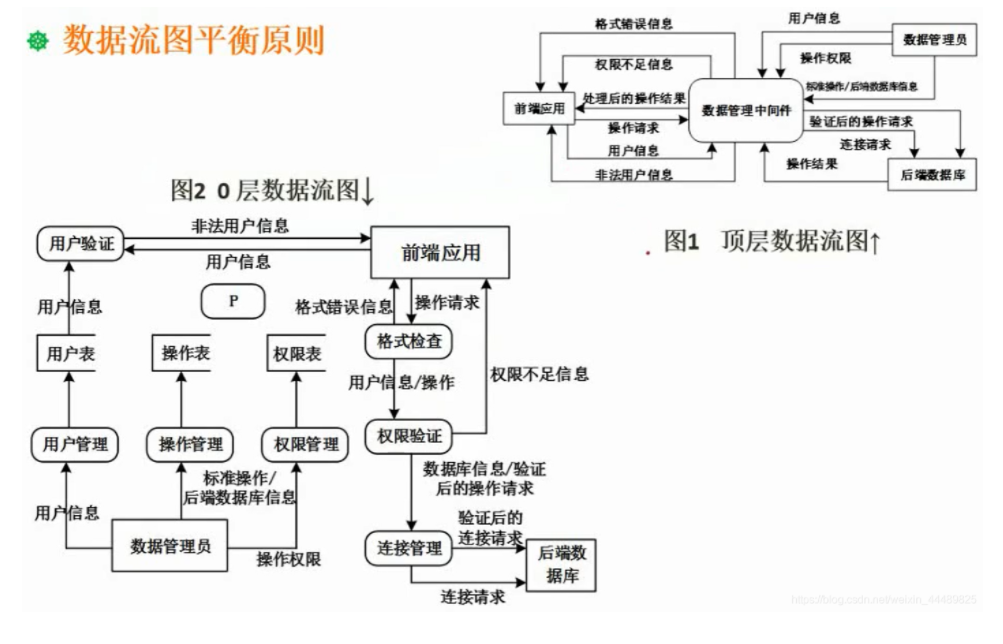 数据流图平衡原则
格式错误信息
权限不足信息
前端应用
处理后的操作结果
操作请求
用户信息
非法用户信息
数据管理中间件
用户信息
操作权限
数据管理员
标准操作/后端数据库信息
验证后的操作请求
连接请求
操作结果
后端数据库
图1 顶层数据流图↑
图2 0层数据流图↓
用户验证
非法用户信息
用户信息
前端应用
P
用户信息
格式错误信息
操作请求
用户表
操作表
权限表
格式检查
用户信息/操作
权限不足信息
用户管理
操作管理
权限管理
权限验证
标准操作/
后端数据库信息
数据库信息/验证
后的操作请求
用户信息
数据管理员
操作权限
连接管理
验证后的
连接请求
后端数
据库
连接请求
https://blog.csdn.net/weixin_44489825